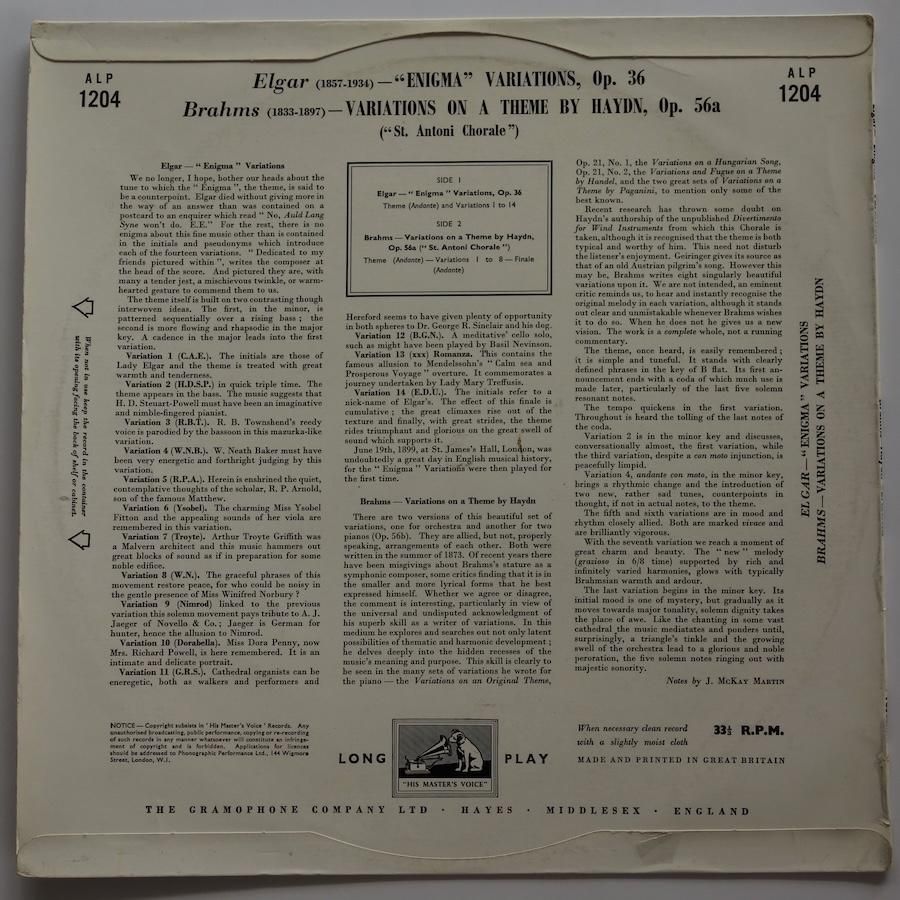 ALP
1204
Elgar (1857-1934) — “ENIGMA” VARIATIONS, Op. 36
Brahms (1833-1897) — VARIATIONS ON A THEME BY HAYDN, Op. 56a
(“St. Antoni Chorale”)
ALP
1204
Elgar — “ Enigma ” Variations
We no longer, I hope, bother our heads about the
tune to which the “ Enigma ”, the theme, is said to
be a counterpoint. Elgar died without giving more in
the way of an answer than was contained on a
postcard to an enquirer which read “ No, Auld Lang
Syne won't do. E.E.” For the rest, there is no
enigma about this fine music other than is contained
in the initials and pseudonyms which introduce
each of the fourteen variations. “ Dedicated to my
friends pictured within ”, writes the composer at
the head of the score. And pictured they are, with
many a tender jest, a mischievous twinkle, or warm-
hearted gesture to commend them to us.
The theme itself is built on two contrasting though
interwoven ideas. The first, in the minor, is
patterned sequentially over a rising bass ; the
second is more flowing and rhapsodic in the major
key. A cadence in the major leads into the first
variation.
Variation 1 (C.A.E.). The initials are those of
Lady Elgar and the theme is treated with great
warmth and tenderness.
Variation 2 (H.D.S.P.) in quick triple time. The
theme appears in the bass. The music suggests that
H. D. Steuart-Powell must have been an imaginative
and nimble-fingered pianist.
Variation 3 (R.B.T.). R. B. Townshend's reedy
voice is parodied by the bassoon in this mazurka-like
variation.
Variation 4 (W.N.B.). W. Neath Baker must have
been very energetic and forthright judging by this
variation.
Variation 5 (R.P.A.). Herein is enshrined the quiet,
contemplative thoughts of the scholar, R. P. Arnold,
son of the famous Matthew.
Variation 6 (Ysobel). The charming Miss Ysobel
Fitton and the appealing sounds of her viola are
remembered in this variation.
Variation 7 (Troyte). Arthur Troyte Griffith was
a Malvern architect and this music hammers out
great blocks of sound as if in preparation for some
noble edifice.
Variation 8 (W.N.). The graceful phrases of this
movement restore peace, for who could be noisy in
the gentle presence of Miss Winifred Norbury ?
Variation 9 (Nimrod) linked to the previous
variation this solemn movement pays tribute to A. J.
Jaeger of Novello & Co. ; Jaeger is German for
hunter, hence the allusion to Nimrod.
Variation 10 (Dorabella). Miss Dora Penny, now
Mrs. Richard Powell, is here remembered. It is an
intimate and delicate portrait.
Variation 11 (G.R.S.). Cathedral organists can be
energetic, both as walkers and performers and
SIDE 1
Elgar — “ Enigma ” Variations, Op. 36
Theme (Andante) and Variations 1 to 14
SIDE 2
Brahms — Variations on a Theme by Haydn,
Op. 56a (“ St. Antoni Chorale ”)
Theme (Andante) — Variations 1 to 8 — Finale
(Andante)
Hereford seems to have given plenty of opportunity
in both spheres to Dr. George R. Sinclair and his dog.
Variation 12 (B.G.N.). A meditative cello solo,
such as might have been played by Basil Nevinson.
Variation 13 (xxx) Romanza. This contains the
famous allusion to Mendelssohn's “ Calm sea and
Prosperous Voyage ” overture. It commemorates a
journey undertaken by Lady Mary Treffusis.
Variation 14 (E.D.U.). The initials refer to a
nick-name of Elgar's. The effect of this finale is
cumulative ; the great climaxes rise out of the
texture and finally, with great strides, the theme
rides triumphant and glorious on the great swell of
sound which supports it.
June 19th, 1899, at St. James's Hall, London, was
undoubtedly a great day in English musical history,
for the “ Enigma ” Variations were then played for
the first time.
Brahms — Variations on a Theme by Haydn
There are two versions of this beautiful set of
variations, one for orchestra and another for two
pianos (Op. 56b). They are allied, but not, properly
speaking, arrangements of each other. Both were
written in the summer of 1873. Of recent years there
have been misgivings about Brahms's stature as a
symphonic composer, some critics finding that it is in
the smaller and more lyrical forms that he best
expressed himself. Whether we agree or disagree,
the comment is interesting, particularly in view of
the universal and undisputed acknowledgment of
his superb skill as a writer of variations. In this
medium he explores and searches out not only latent
possibilities of thematic and harmonic development ;
he delves deeply into the hidden recesses of the
music's meaning and purpose. This skill is clearly to
be seen in the many sets of variations he wrote for
the piano — the Variations on an Original Theme,
Op. 21, No. 1, the Variations on a Hungarian Song,
Op. 21, No. 2, the Variations and Fugue on a Theme
by Handel, and the two great sets of Variations on a
Theme by Paganini, to mention only some of the
best known.
Recent research has thrown some doubt on
Haydn's authorship of the unpublished Divertimento
for Wind Instruments from which this Chorale is
taken, although it is recognised that the theme is both
typical and worthy of him. This need not disturb
the listener's enjoyment. Geiringer gives its source as
that of an old Austrian pilgrim's song. However this
may be, Brahms writes eight singularly beautiful
variations upon it. We are not intended, an eminent
critic reminds us, to hear and instantly recognise the
original melody in each variation, although it stands
out clear and unmistakable whenever Brahms wishes
it to do so. When he does not he gives us a new
vision. The work is a complete whole, not a running
commentary.
The theme, once heard, is easily remembered ;
it is simple and tuneful. It stands with clearly
defined phrases in the key of B flat. Its first an-
nouncement ends with a coda of which much use is
made later, particularly of the last five solemn
resonant notes.
The tempo quickens in the first variation.
Throughout is heard the tolling of the last notes of
the coda.
Variation 2 is in the minor key and discusses,
conversationally almost, the first variation, while
the third variation, despite a con moto injunction, is
peacefully limpid.
Variation 4, andante con moto, in the minor key,
brings a rhythmic change and the introduction of
two new, rather sad tunes, counterpoints in
thought, if not in actual notes, to the theme.
The fifth and sixth variations are in mood and
rhythm closely allied. Both are marked vivace and
are brilliantly vigorous.
With the seventh variation we reach a moment of
great charm and beauty. The “ new ” melody
(grazioso in 6/8 time) supported by rich and
infinitely varied harmonies, glows with typically
Brahmsian warmth and ardour.
The last variation begins in the minor key. Its
initial mood is one of mystery, but gradually as it
moves towards major tonality, solemn dignity takes
the place of awe. Like the chanting in some vast
cathedral the music meditates and ponders until,
surprisingly, a triangle's tinkle and the growing
swell of the orchestra lead to a glorious and noble
peroration, the five solemn notes ringing out with
majestic sonority.
Notes by J. McKAY MARTIN
When not in use keep the record in the container
with its opening facing the back of shelf or cabinet.
ELGAR — “ENIGMA” VARIATIONS
BRAHMS — VARIATION ON A THEME BY HAYDN
NOTICE — Copyright subsists in ‘ His Master's Voice ’ Records. Any
unauthorised broadcasting, public performance, copying or re-recording
of such records in any manner whatsoever will constitute an infringe-
ment of copyright and is forbidden. Applications for licences
should be addressed to Phonographic Performance Ltd., 144 Wigmore
Street, London, W.1.
LONG PLAY
“HIS MASTER'S VOICE”
When necessary clean record
with a slightly moist cloth
33⅓ R.P.M.
MADE AND PRINTED IN GREAT BRITAIN
THE GRAMOPHONE COMPANY LTD · HAYES · MIDDLESEX · ENGLAND